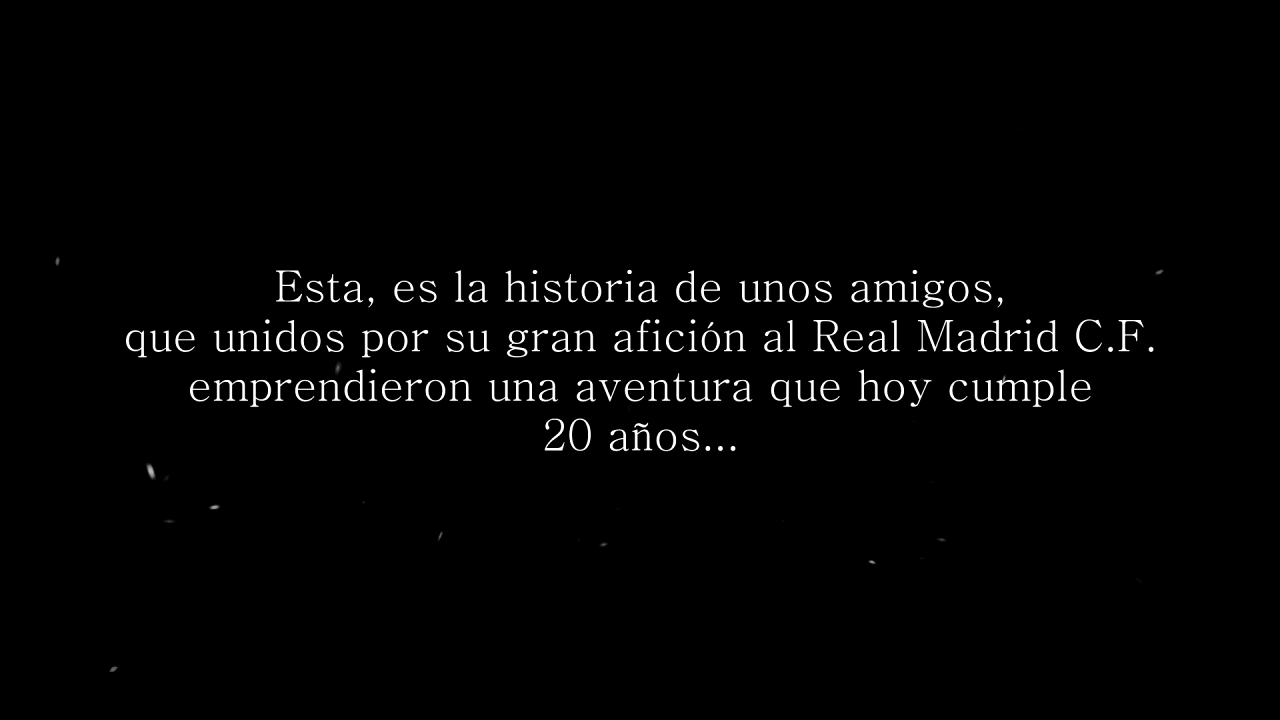 Esta, es la historia de unos amigos,
que unidos por su gran afición al Real Madrid C.F.
emprendieron una aventura que hoy cumple
20 años...